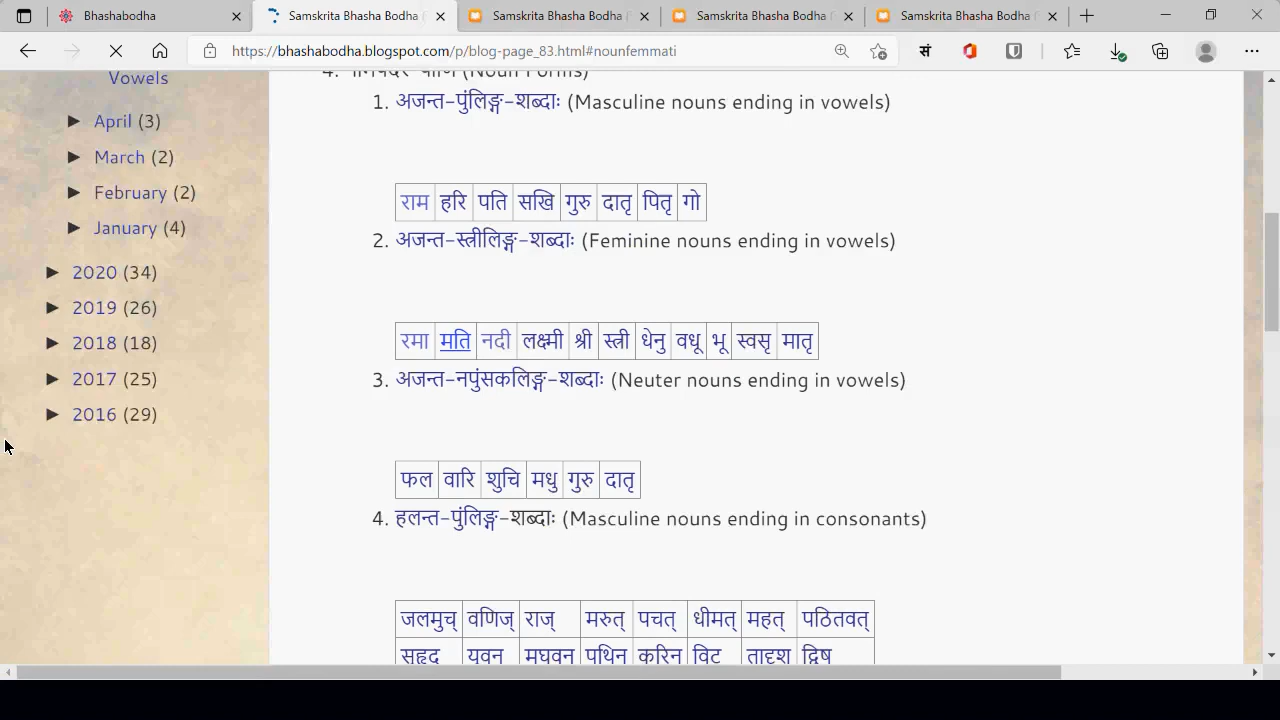 Bhashabodha
Samskrita Bhasha Bodha
Samskrita Bhasha Bodha
Samskrita Bhasha Bodha
Samskrita Bhasha Bodha
https://bhashabodha.blogspot.com/p/blog-page_83.html#nounfemmati
सं
Vowels
April (3)
March (2)
February (2)
January (4)
2020 (34)
2019 (26)
2018 (18)
2017 (25)
2016 (29)
4. (Noun Forms)
1. अजन्त-पुंलिङ्ग-शब्दाः (Masculine nouns ending in vowels)
राम हरि पति सखि गुरु दातृ पितृ गो
2. अजन्त-स्त्रीलिङ्ग-शब्दाः (Feminine nouns ending in vowels)
रमा मति नदी लक्ष्मी श्री स्त्री धेनु वधू भू स्वसृ मातृ
3. अजन्त-नपुंसकलिङ्ग-शब्दाः (Neuter nouns ending in vowels)
फल वारि शुचि मधु गुरु दातृ
4. हलन्त-पुंलिङ्ग-शब्दाः (Masculine nouns ending in consonants)
जलमुच् वणिज् राज् मरुत् पचत् धीमत् महत् पठितवत्